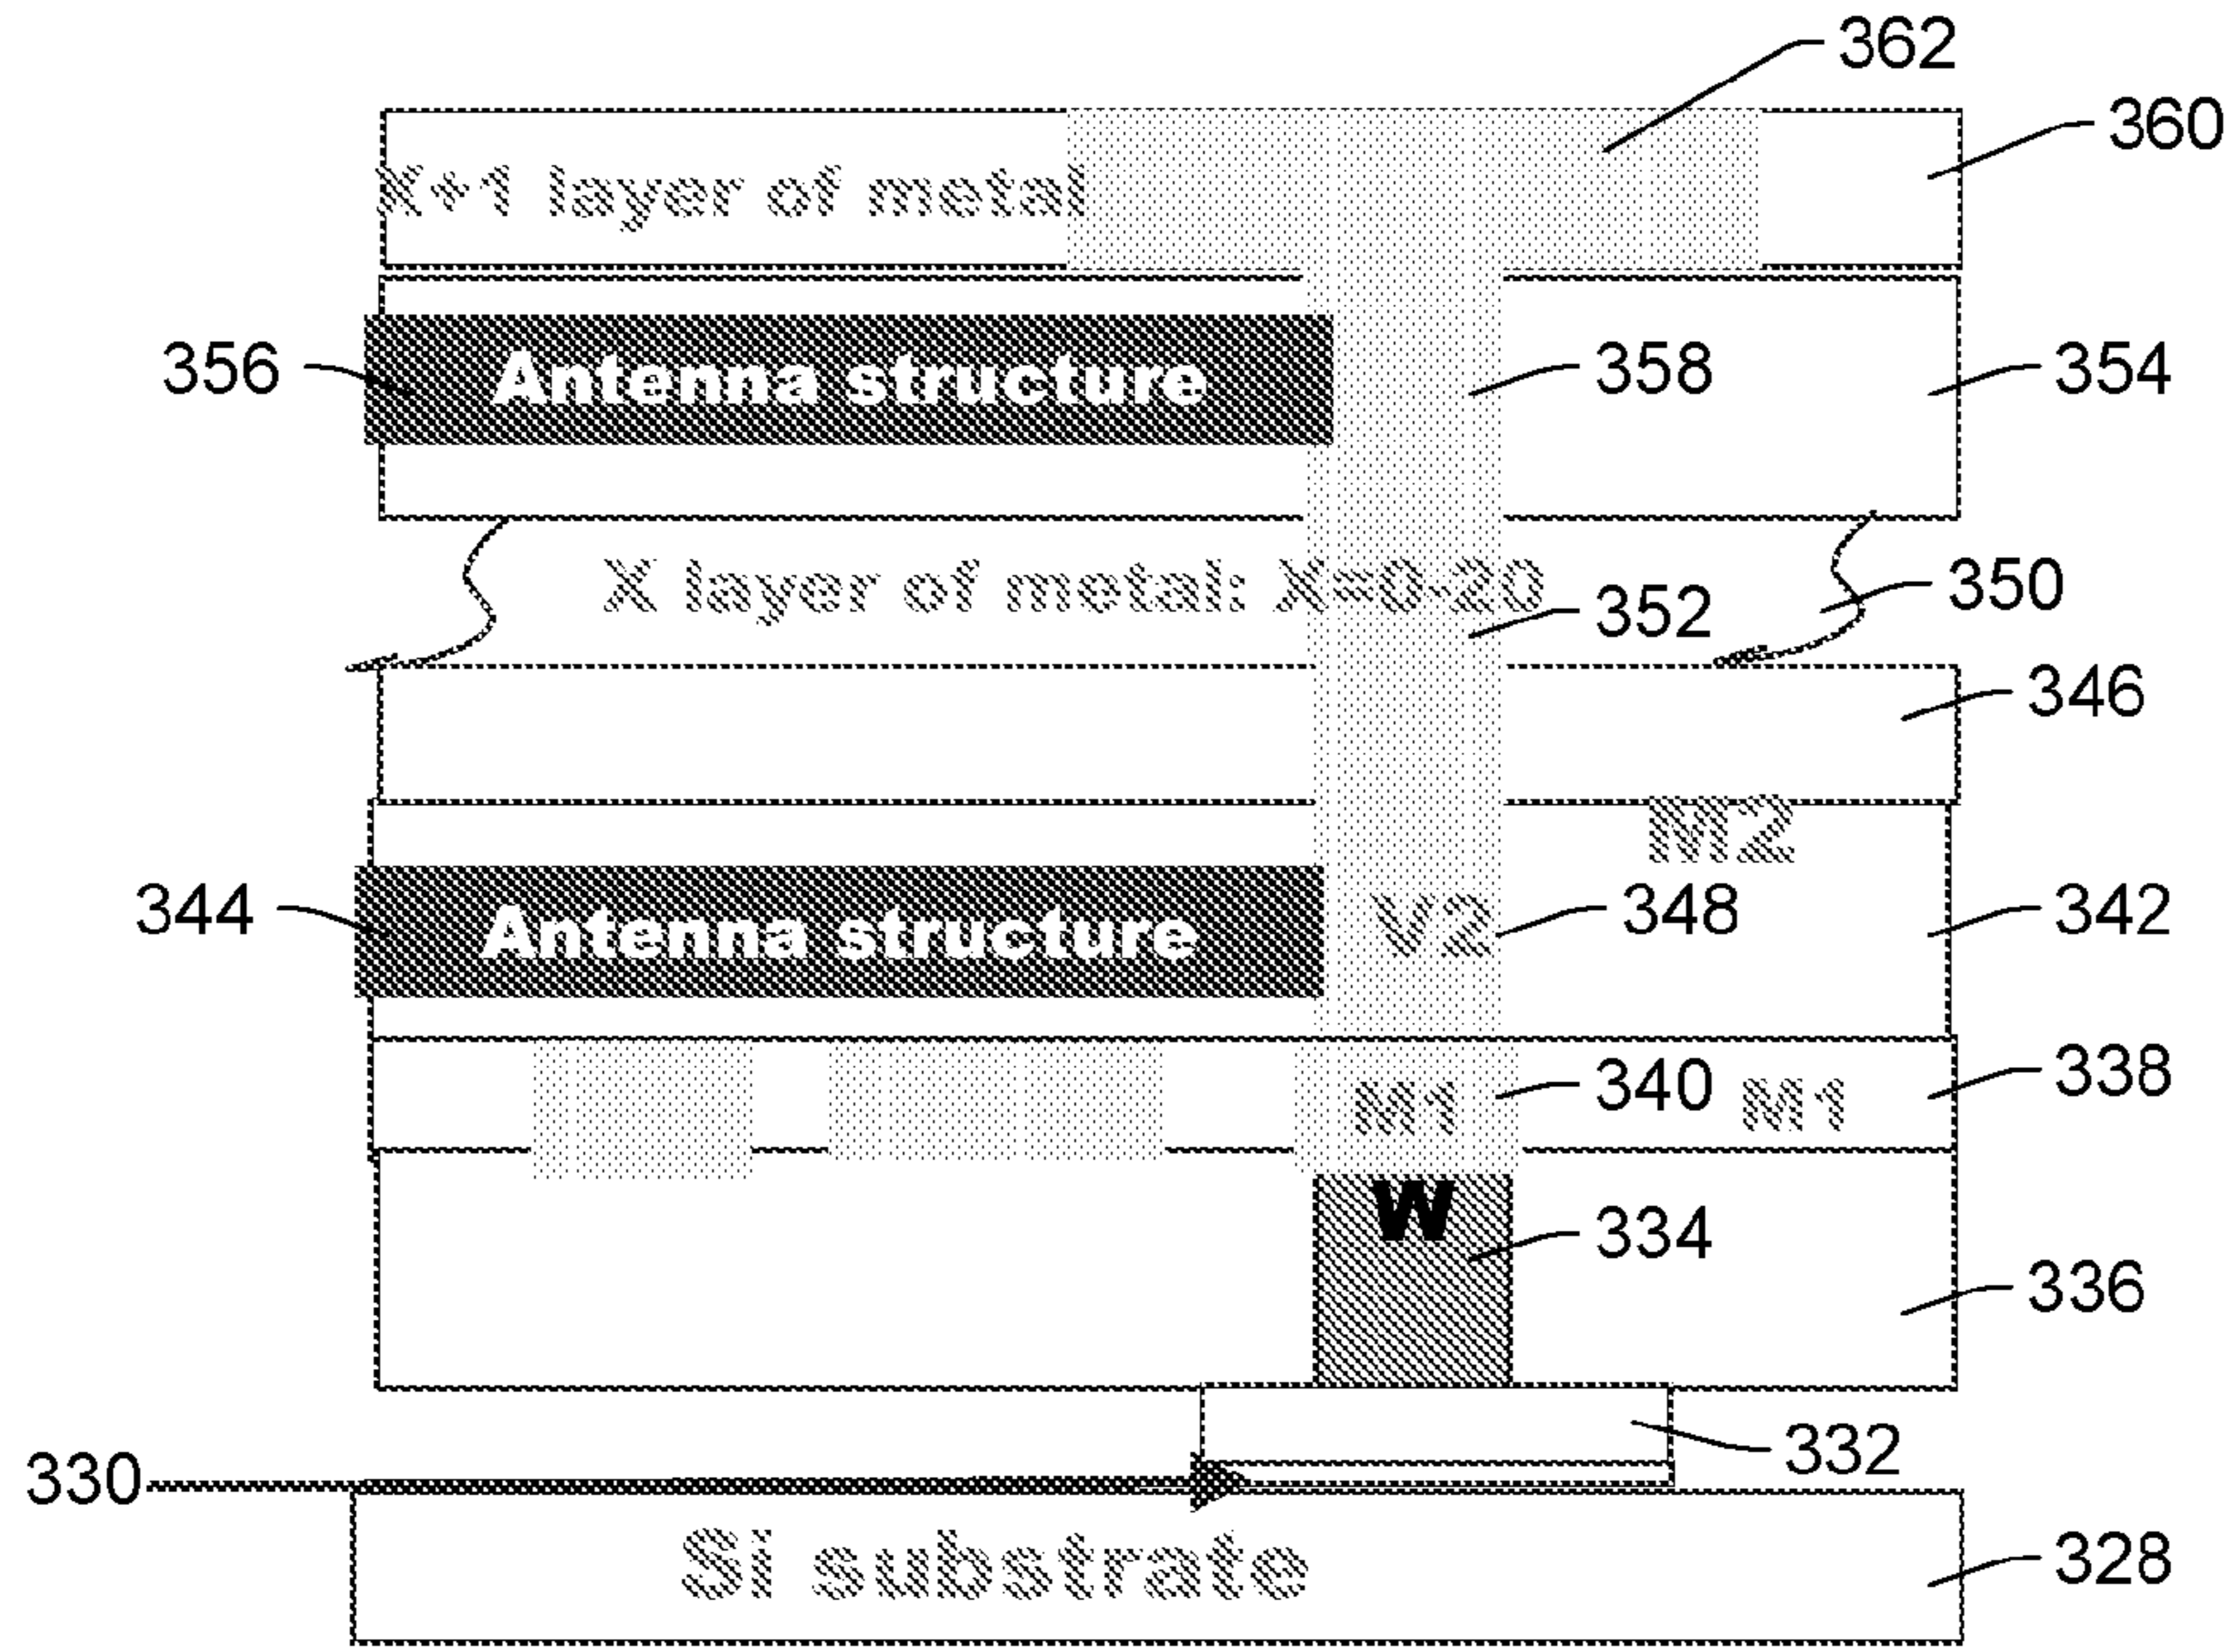 362
360
X+1 layer of metal
356 Antenna structure 358 354
X layer of metal: X=0-20
352 350
346
M2
344 Antenna structure V2 348 342
M1 340 M1 338
W
334
336
332
330
Si substrate 328